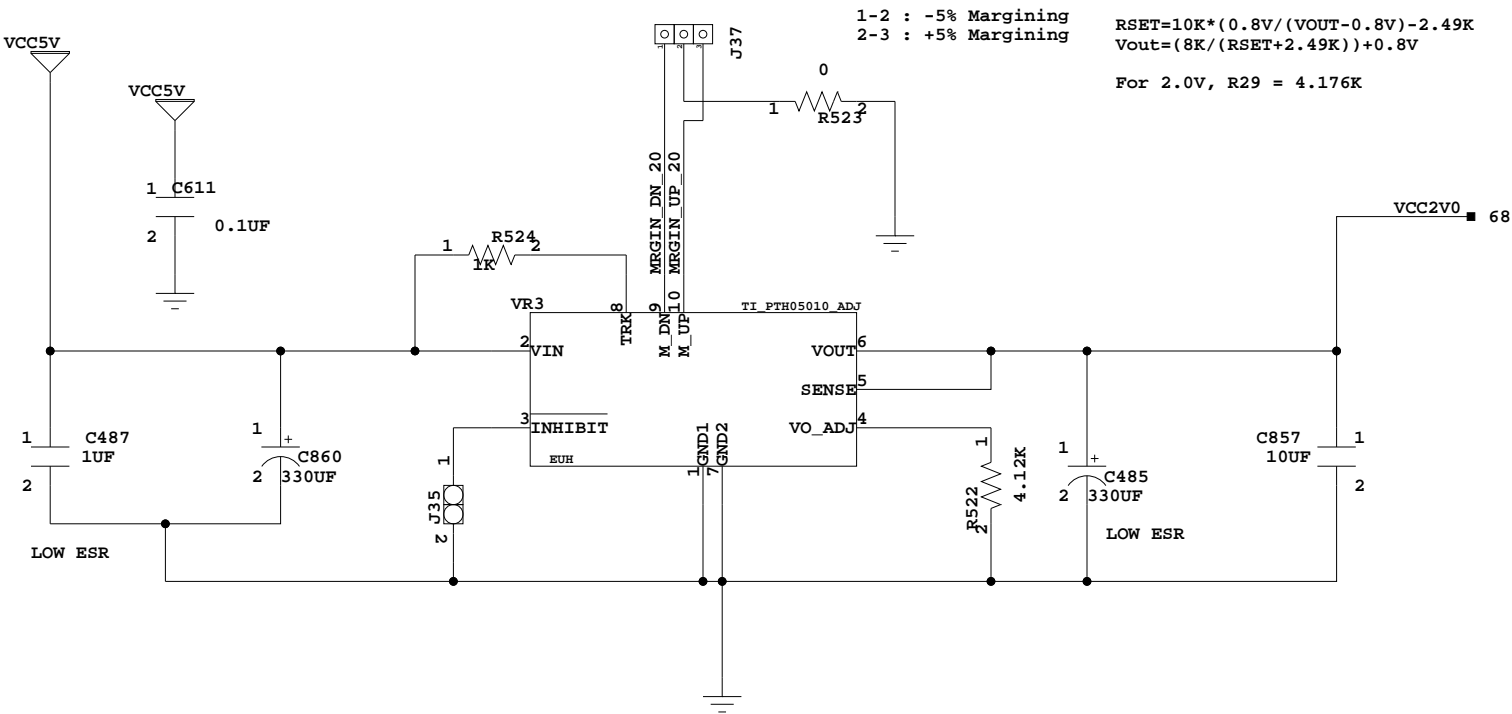 1-2 : -5% Margining
2-3 : +5% Margining
RSET=10K*(0.8V/(VOUT-0.8V)-2.49K
Vout=(8K/(RSET+2.49K))+0.8V
For 2.0V, R29 = 4.176K
VCC5V
VCC5V
1
2
3
J37
0
1
R523
2
1 C611
2
0.1UF
MRGIN_DN_20
MRGIN_UP_20
VCC2V0
68
1
R524
2
1K
VR3
8
9
10
TI_PTH05010_ADJ
TRK
M_DN
M_UP
2
VIN
VOUT
6
SENSE
5
3
INHIBIT
VO_ADJ
4
EUH
GND1
GND2
1
7
1
C487
1UF
2
LOW ESR
1
+
C860
2
330UF
1
J35
2
1
4.12K
R522
2
1
+
C485
2
330UF
LOW ESR
C857
1
10UF
2